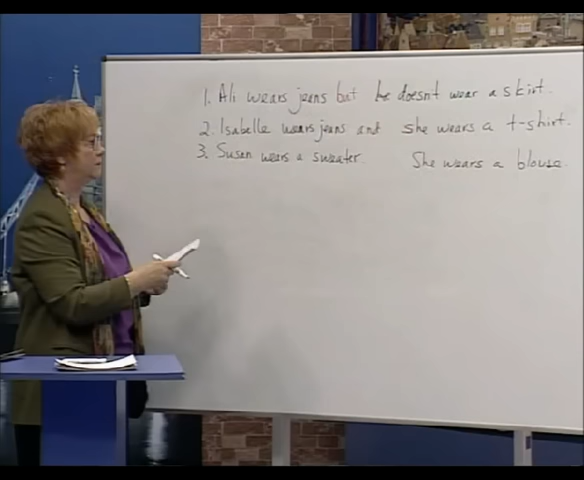 1. Ali wears jeans but he doesn't wear a skirt.
2. Isabelle wears jeans and she wears a t-shirt.
3. Susan wears a sweater. She wears a blouse.